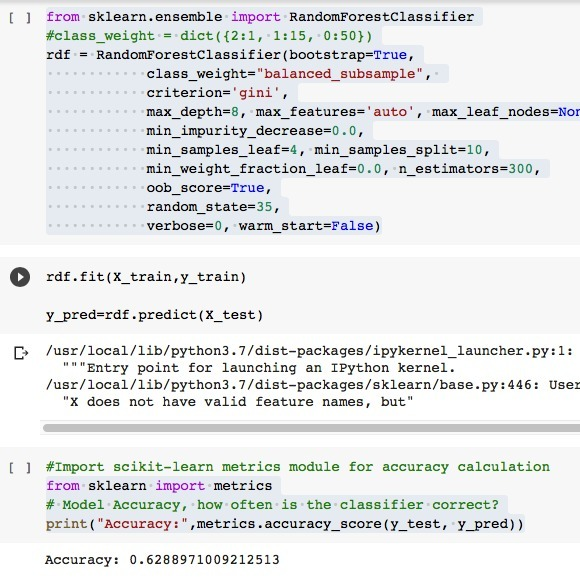 [ ] from sklearn.ensemble import RandomForestClassifier
#class_weight = dict({2:1, 1:15, 0:50})
rdf = RandomForestClassifier(bootstrap=True,
class_weight="balanced_subsample",
criterion='gini',
max_depth=8, max_features='auto', max_leaf_nodes=Non
min_impurity_decrease=0.0,
min_samples_leaf=4, min_samples_split=10,
min_weight_fraction_leaf=0.0, n_estimators=300,
oob_score=True,
random_state=35,
verbose=0, warm_start=False)
rdf.fit(X_train,y_train)
y_pred=rdf.predict(X_test)
/usr/local/lib/python3.7/dist-packages/ipykernel_launcher.py:1:
"""Entry point for launching an IPython kernel.
/usr/local/lib/python3.7/dist-packages/sklearn/base.py:446: User
"X does not have valid feature names, but"
[ ] #Import scikit-learn metrics module for accuracy calculation
from sklearn import metrics
# Model Accuracy, how often is the classifier correct?
print("Accuracy:",metrics.accuracy_score(y_test, y_pred))
Accuracy: 0.6288971009212513